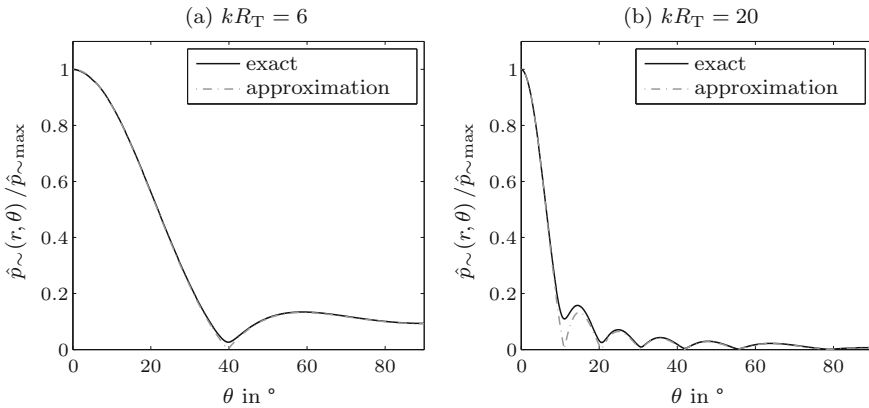 (a) kR_T = 6
1
0.8
0.6
0.4
0.2
0
p̂~(r, θ) / p̂~max
exact
approximation
0 20 40 60 80
θ in °
(b) kR_T = 20
1
0.8
0.6
0.4
0.2
0
p̂~(r, θ) / p̂~max
exact
approximation
0 20 40 60 80
θ in °